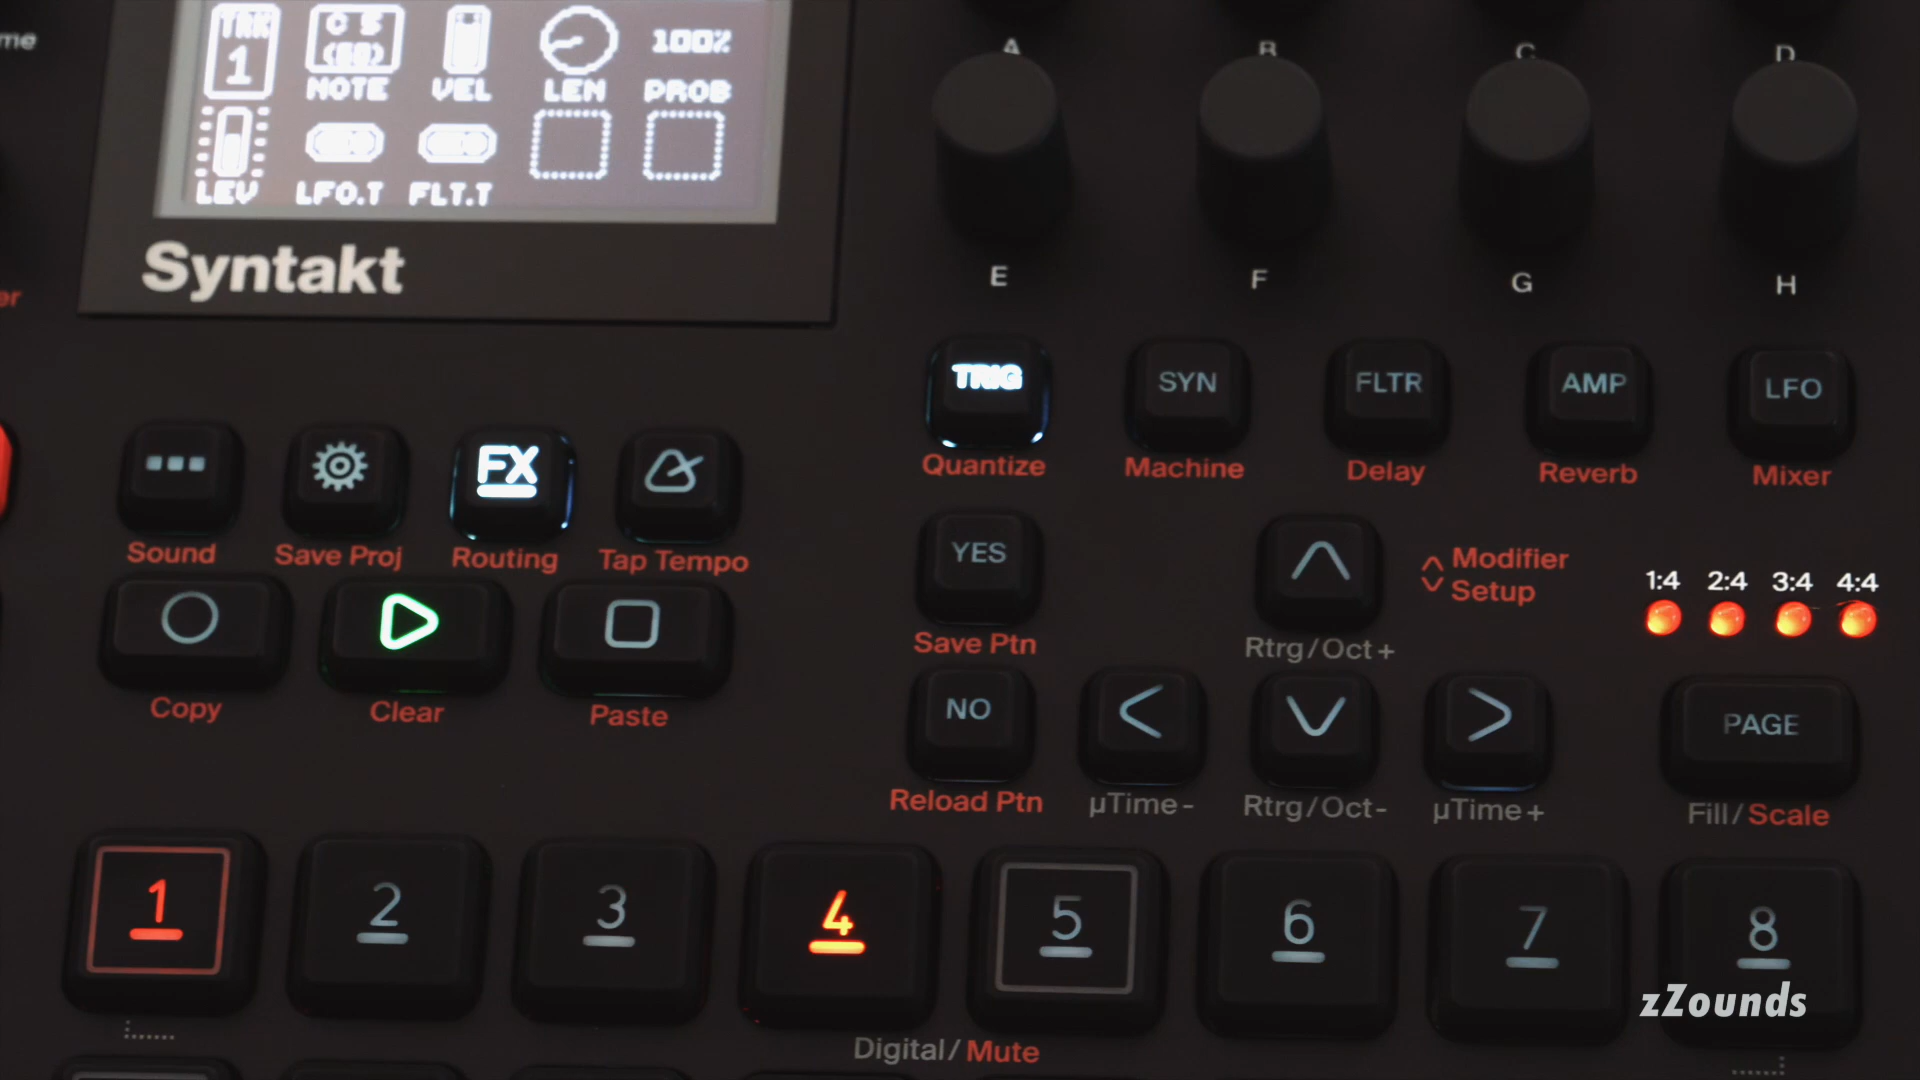 me
TRK 1
C 5
NOTE VEL LEN 100% PROB
LEV LFO.T FLT.T
Syntakt
er
A B C D
E F G H
TRIG SYN FLTR AMP LFO
Quantize Machine Delay Reverb Mixer
FX
Sound Save Proj Routing Tap Tempo
Copy Clear Paste
YES
Save Ptn
Rtrg/Oct+
Modifier
Setup
1:4 2:4 3:4 4:4
NO
PAGE
Reload Ptn µTime- Rtrg/Oct- µTime+ Fill/Scale
1 2 3 4 5 6 7 8
Digital/Mute
zZounds